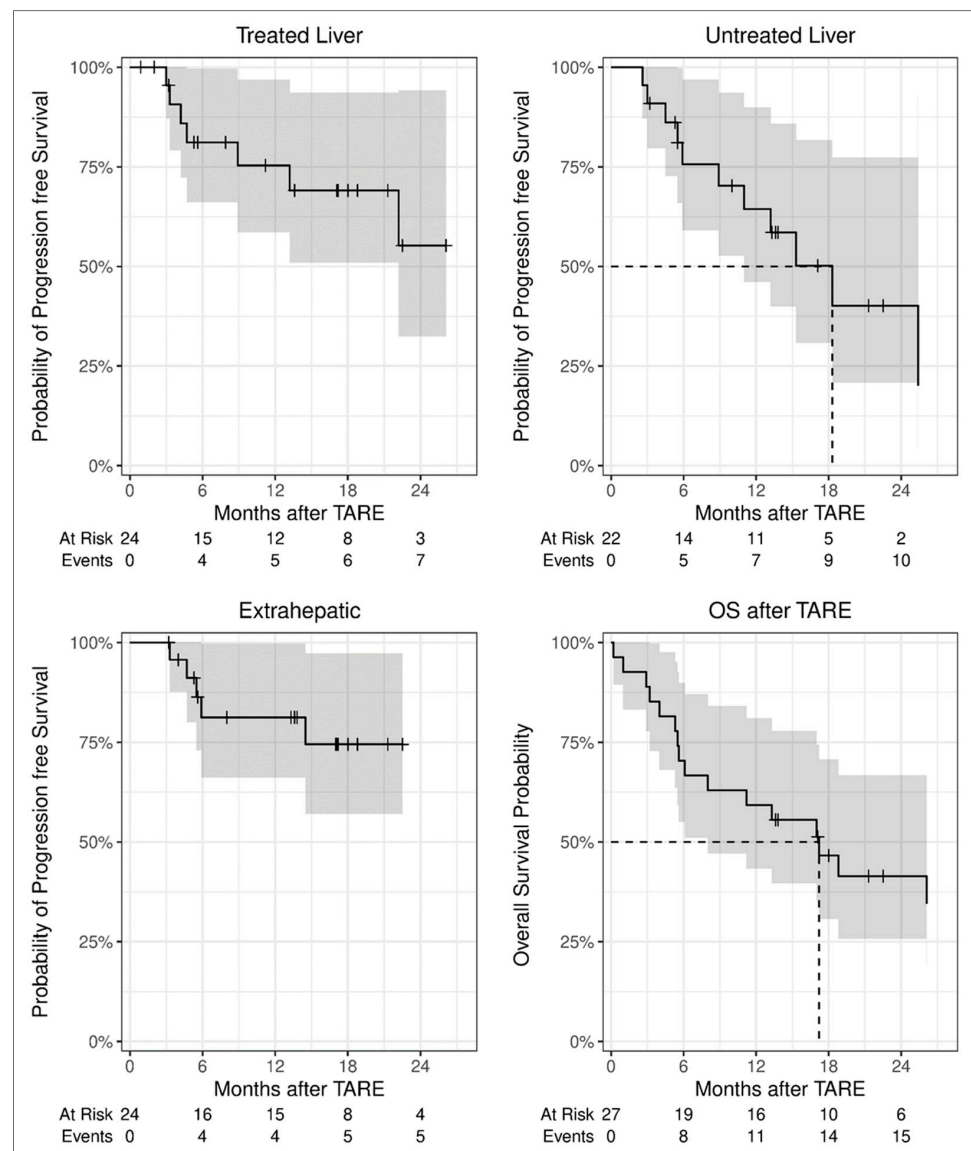 Treated Liver
Probability of Progression free Survival
100%
75%
50%
25%
0%
0 6 12 18 24
Months after TARE
At Risk 24 15 12 8 3
Events 0 4 5 6 7
Untreated Liver
Probability of Progression free Survival
100%
75%
50%
25%
0%
0 6 12 18 24
Months after TARE
At Risk 22 14 11 5 2
Events 0 5 7 9 10
Extrahepatic
Probability of Progression free Survival
100%
75%
50%
25%
0%
0 6 12 18 24
Months after TARE
At Risk 24 16 15 8 4
Events 0 4 4 5 5
OS after TARE
Overall Survival Probability
100%
75%
50%
25%
0%
0 6 12 18 24
Months after TARE
At Risk 27 19 16 10 6
Events 0 8 11 14 15